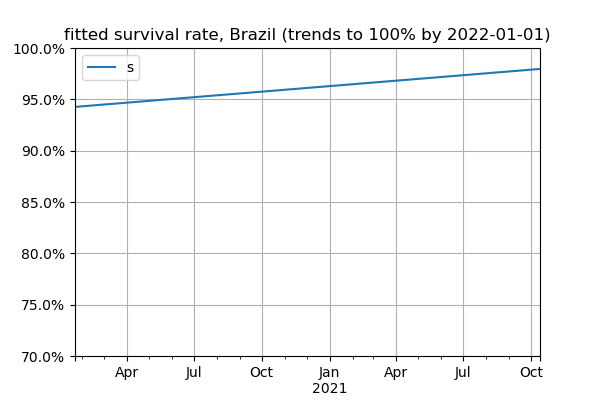 fitted survival rate, Brazil (trends to 100% by 2022-01-01)
100.0%
s
95.0%
90.0%
85.0%
80.0%
75.0%
70.0%
Apr Jul Oct Jan Apr Jul Oct
2021